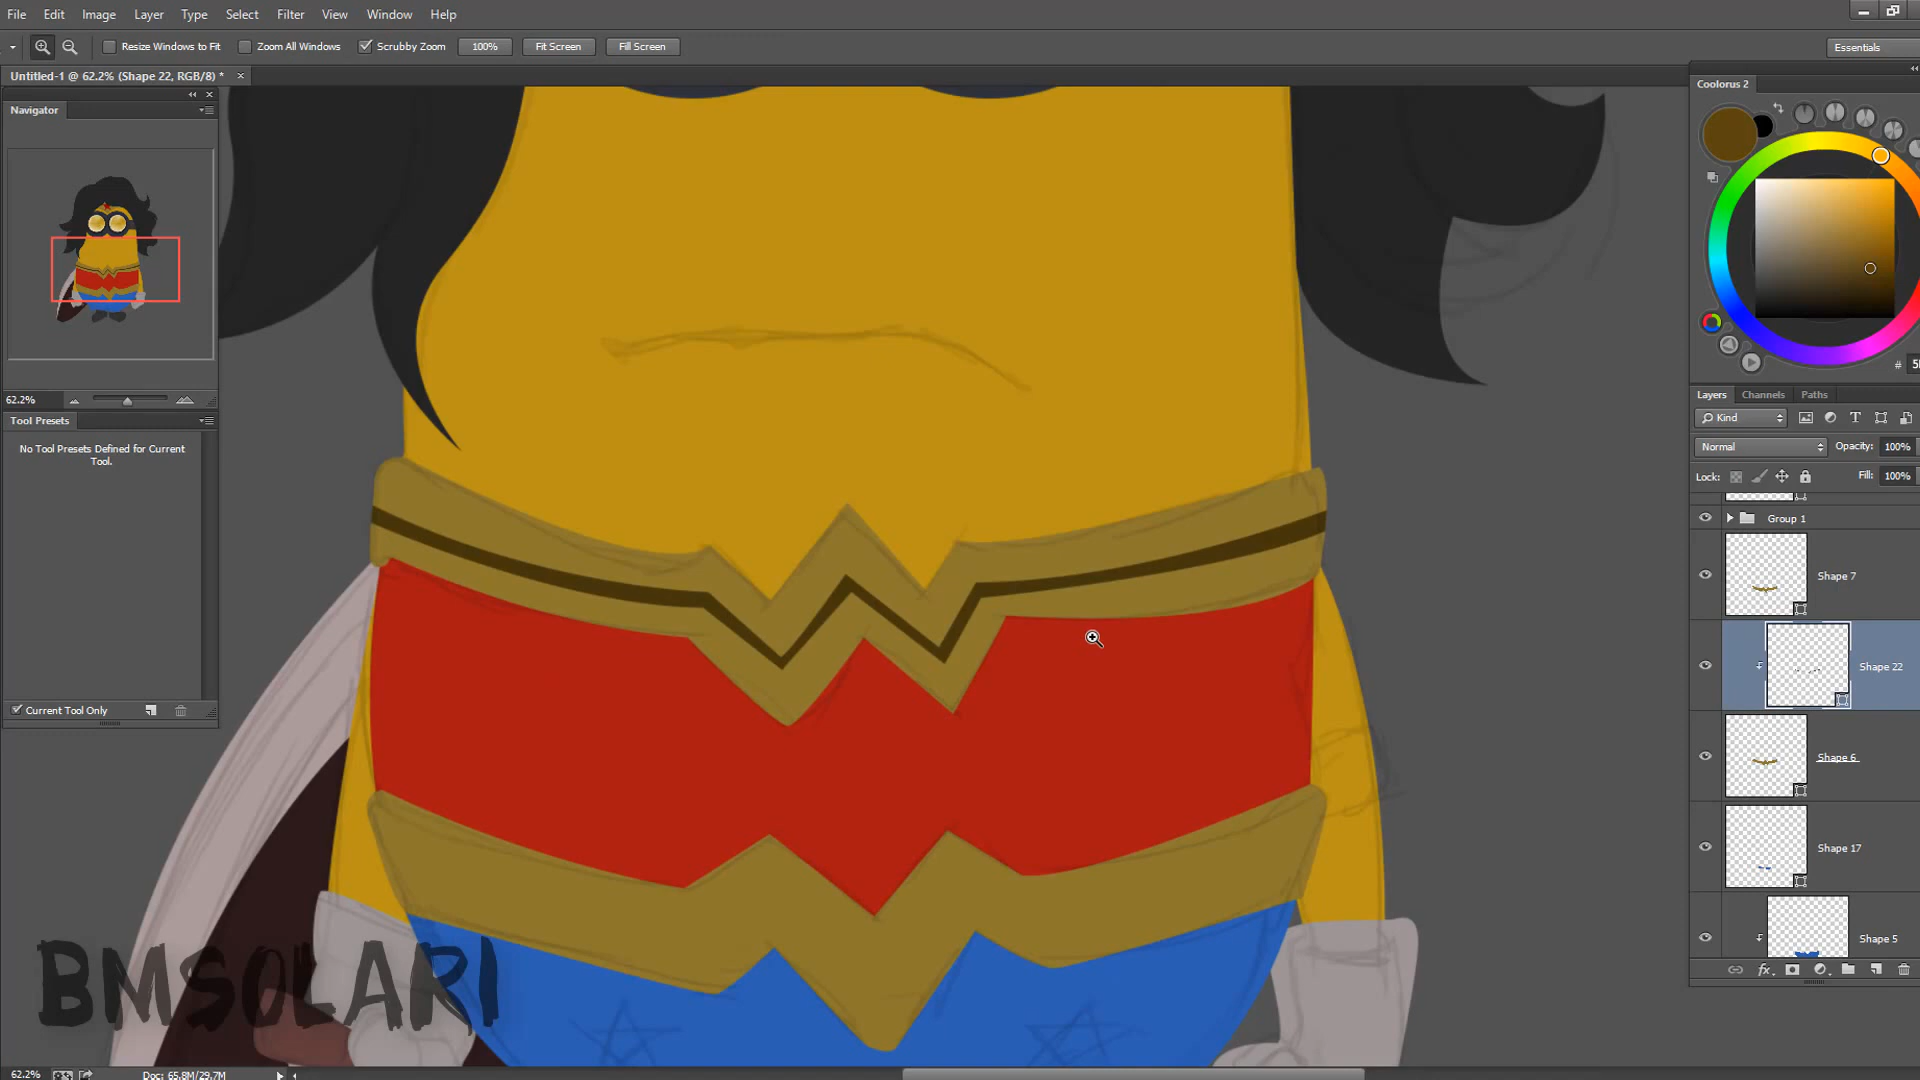 File Edit Image Layer Type Select Filter View Window Help
Resize Windows to Fit Zoom All Windows Scrubby Zoom 100% Fit Screen Fill Screen Essentials
Untitled-1 @ 62.2% (Shape 22, RGB/8) * ×
Navigator
62.2%
Tool Presets
No Tool Presets Defined for Current
Tool.
Current Tool Only
Coolorus 2
# 5
Layers Channels Paths
Kind
Normal Opacity: 100%
Lock: Fill: 100%
Group 1
Shape 7
Shape 22
Shape 6
Shape 17
Shape 5
BMSOLARI
62.2% Doc: 65.8M/29.7M